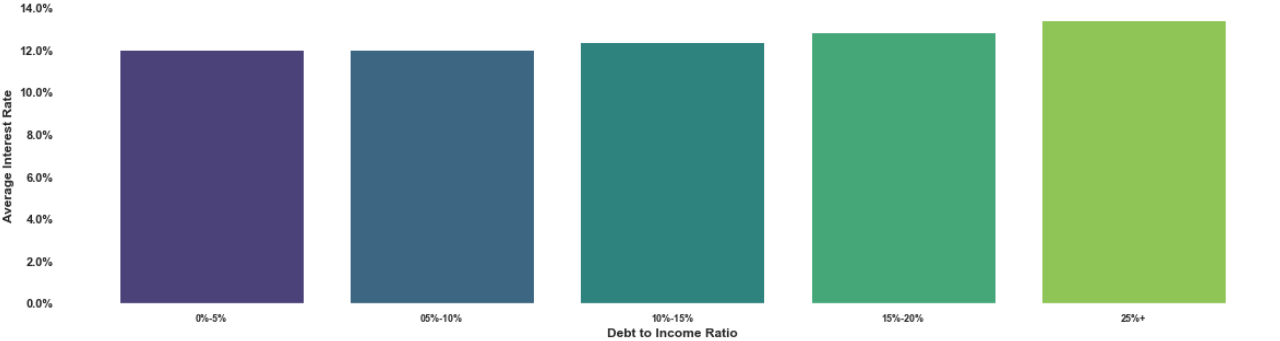 14.0%
12.0%
10.0%
8.0%
6.0%
4.0%
2.0%
0.0%
Average Interest Rate
0%-5% 05%-10% 10%-15% 15%-20% 25%+
Debt to Income Ratio